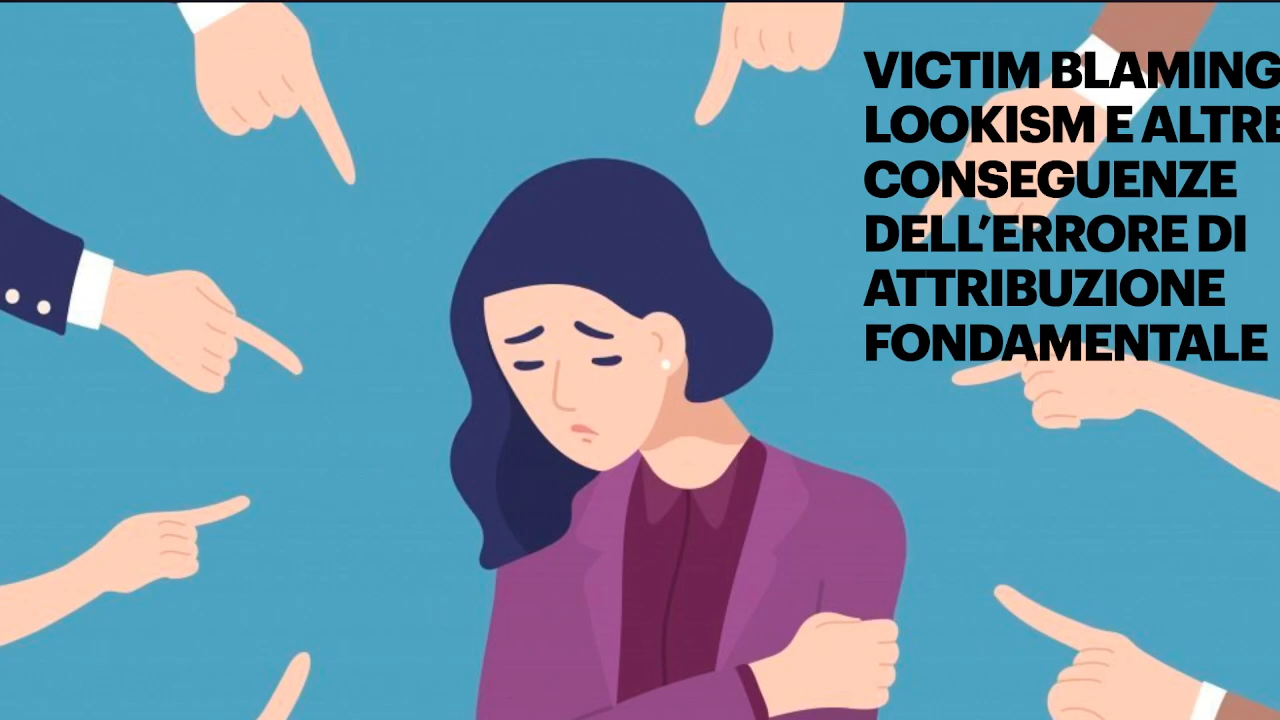 VICTIM BLAMING
LOOKISM E ALTRE
CONSEGUENZE
DELL'ERRORE DI
ATTRIBUZIONE
FONDAMENTALE